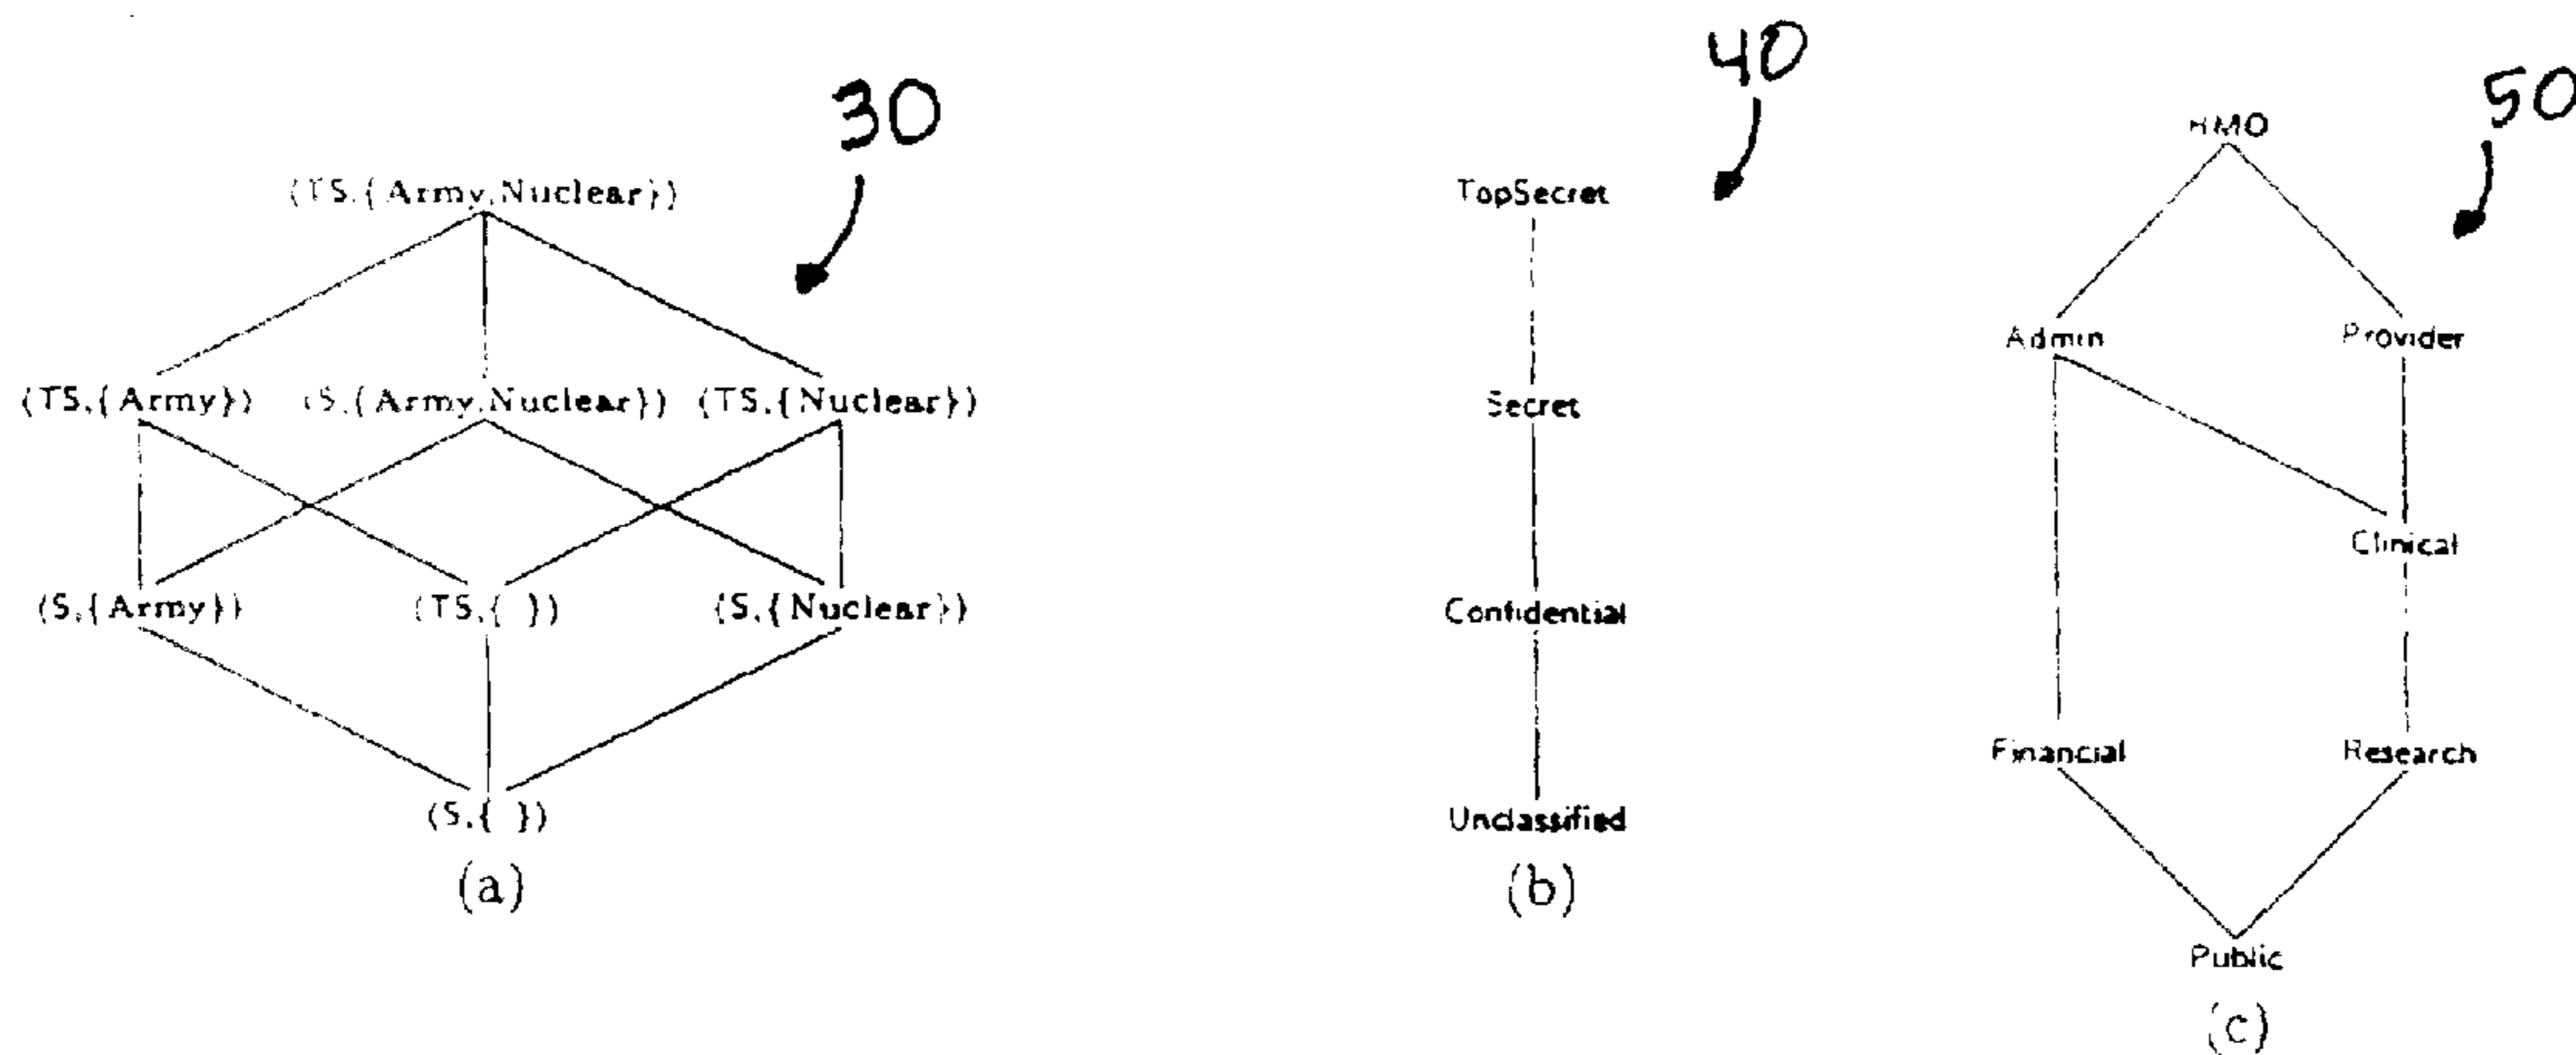 30
40
50
(TS,{Army,Nuclear})
(TS,{Army}) (S,{Army,Nuclear}) (TS,{Nuclear})
(S,{Army}) (TS,{ }) (S,{Nuclear})
(S,{ })
(a)
TopSecret
Secret
Confidential
Unclassified
(b)
HMO
Admin Provider
Clinical
Financial Research
Public
(c)